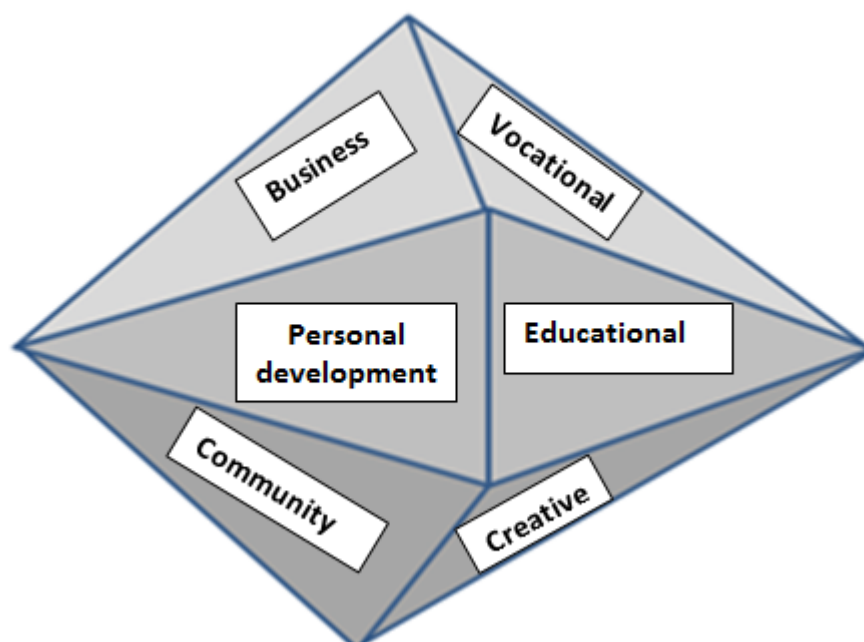 Business
Vocational
Personal
development
Educational
Community
Creative